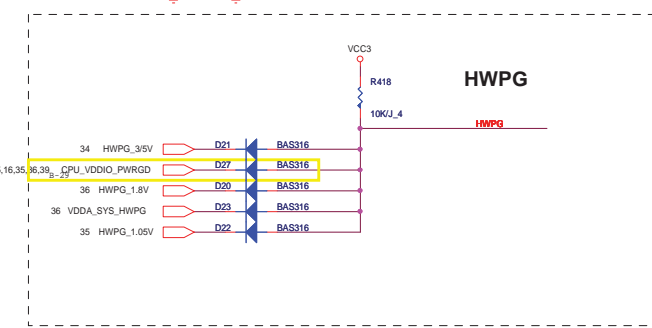 VCC3
R418
HWPG
10K/J_4
HWPG
34 HWPG_3/5V D21 BAS316
,16,35,36,39 CPU_VDDIO_PWRGD D27 BAS316
B-29
36 HWPG_1.8V D20 BAS316
36 VDDA_SYS_HWPG D23 BAS316
35 HWPG_1.05V D22 BAS316